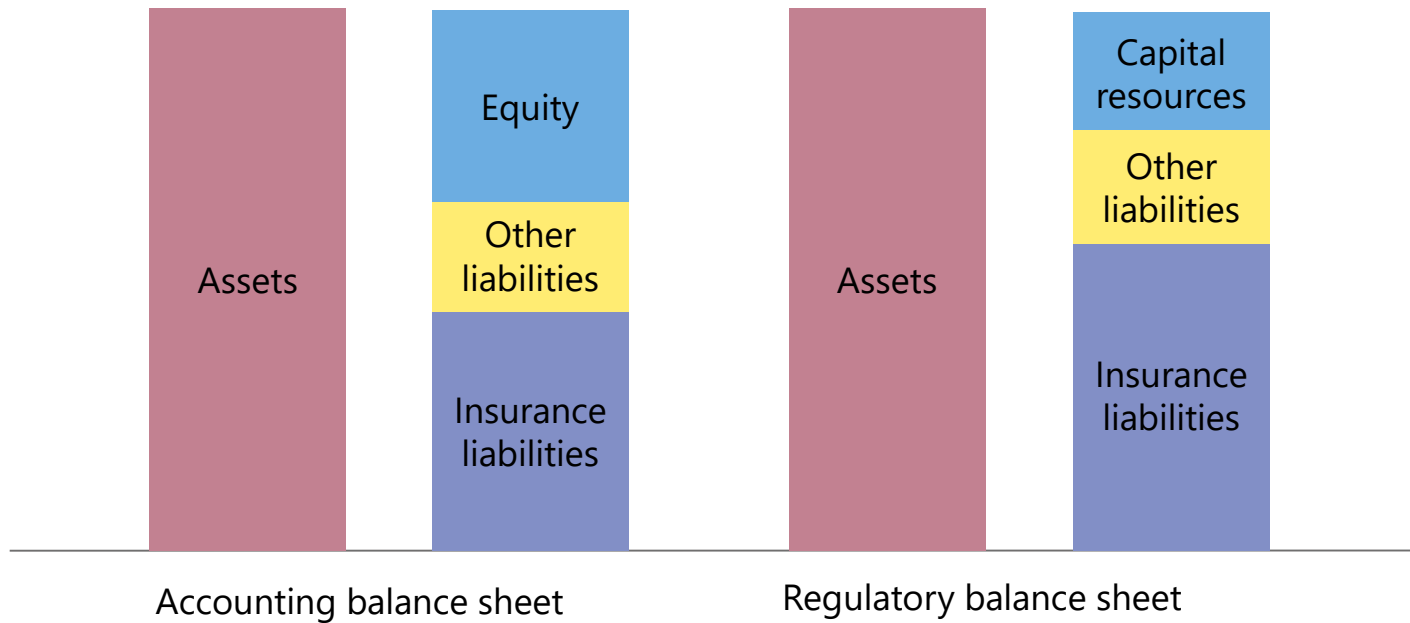 Assets
Equity
Other
liabilities
Insurance
liabilities
Accounting balance sheet
Assets
Capital
resources
Other
liabilities
Insurance
liabilities
Regulatory balance sheet